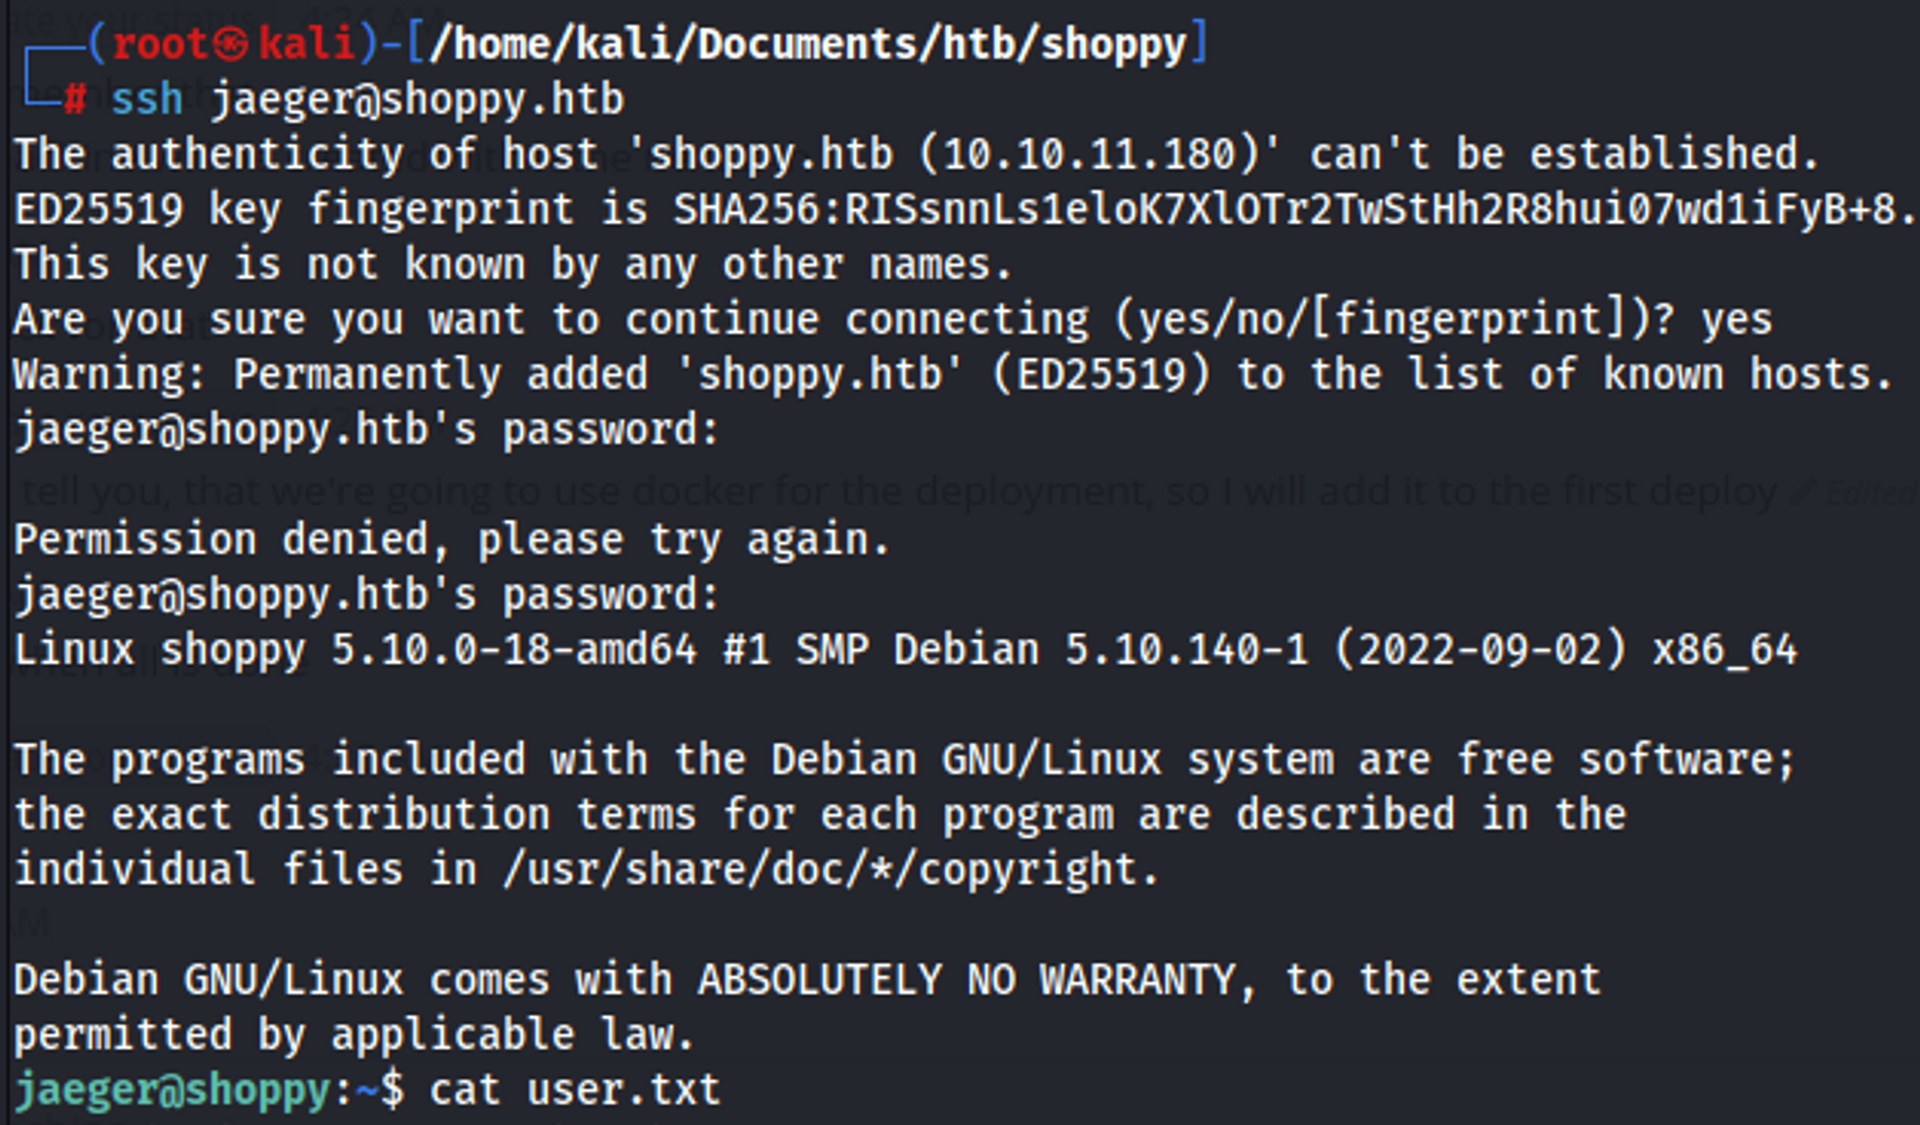 (root㉿kali)-[/home/kali/Documents/htb/shoppy]
# ssh jaeger@shoppy.htb
The authenticity of host 'shoppy.htb (10.10.11.180)' can't be established.
ED25519 key fingerprint is SHA256:RISsnnLs1eloK7XlOTr2TwStHh2R8hui07wd1iFyB+8.
This key is not known by any other names.
Are you sure you want to continue connecting (yes/no/[fingerprint])? yes
Warning: Permanently added 'shoppy.htb' (ED25519) to the list of known hosts.
jaeger@shoppy.htb's password:
tell you, that we're going to use docker for the deployment, so I will add it to the first deploy Edited
Permission denied, please try again.
jaeger@shoppy.htb's password:
Linux shoppy 5.10.0-18-amd64 #1 SMP Debian 5.10.140-1 (2022-09-02) x86_64
The programs included with the Debian GNU/Linux system are free software;
the exact distribution terms for each program are described in the
individual files in /usr/share/doc/*/copyright.
Debian GNU/Linux comes with ABSOLUTELY NO WARRANTY, to the extent
permitted by applicable law.
jaeger@shoppy:~$ cat user.txt